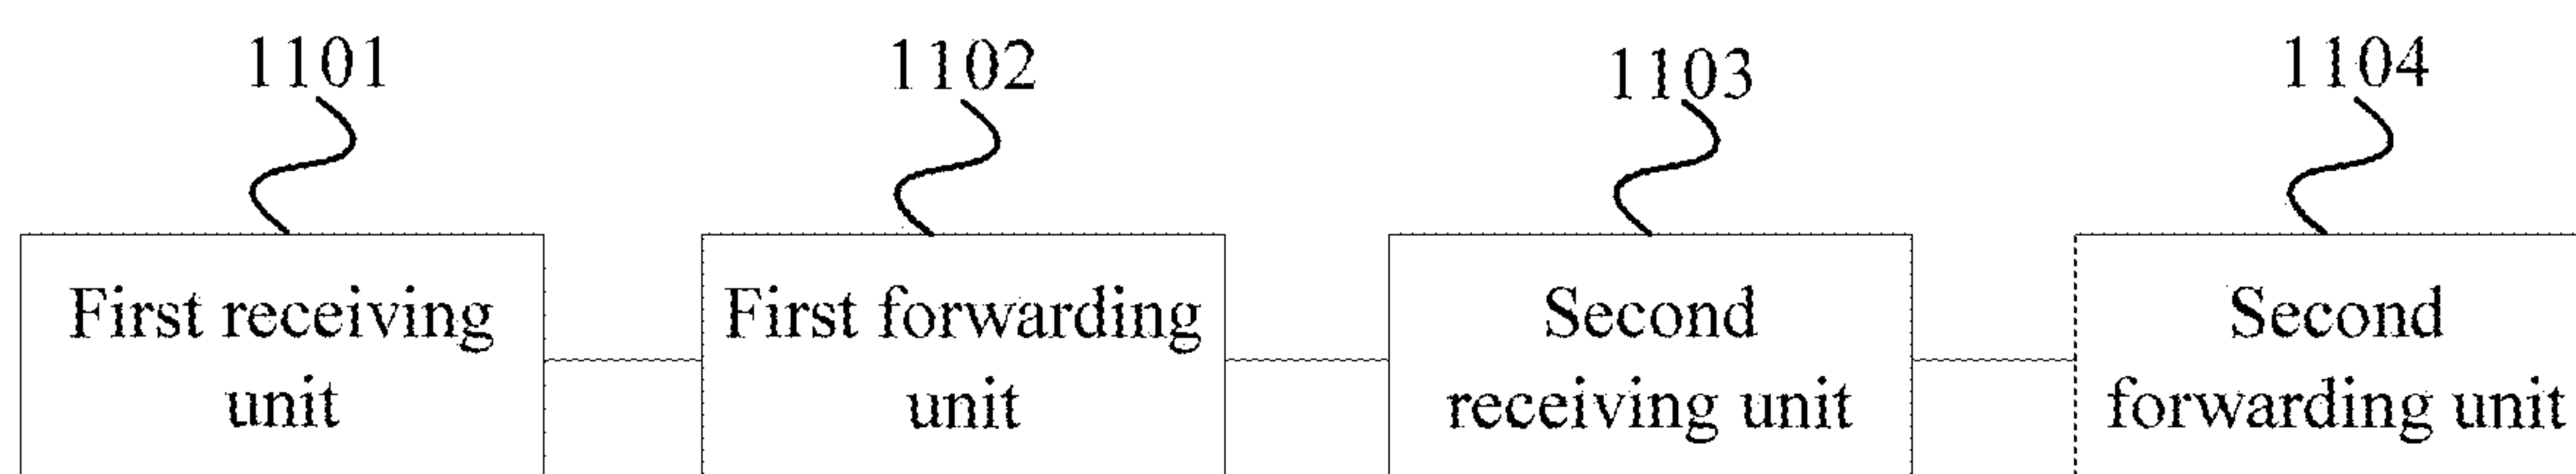 1101
1102
1103
1104
First receiving
unit
First forwarding
unit
Second
receiving unit
Second
forwarding unit